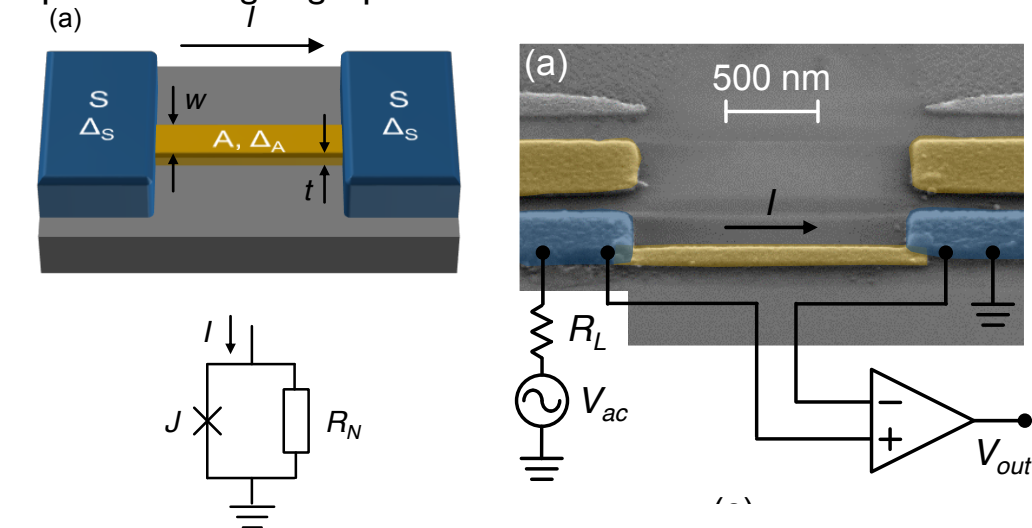 (a)
I
S
Δ_S
w
A, Δ_A
t
S
Δ_S
I
J
R_N
(a)
500 nm
I
R_L
V_ac
−
+
V_out